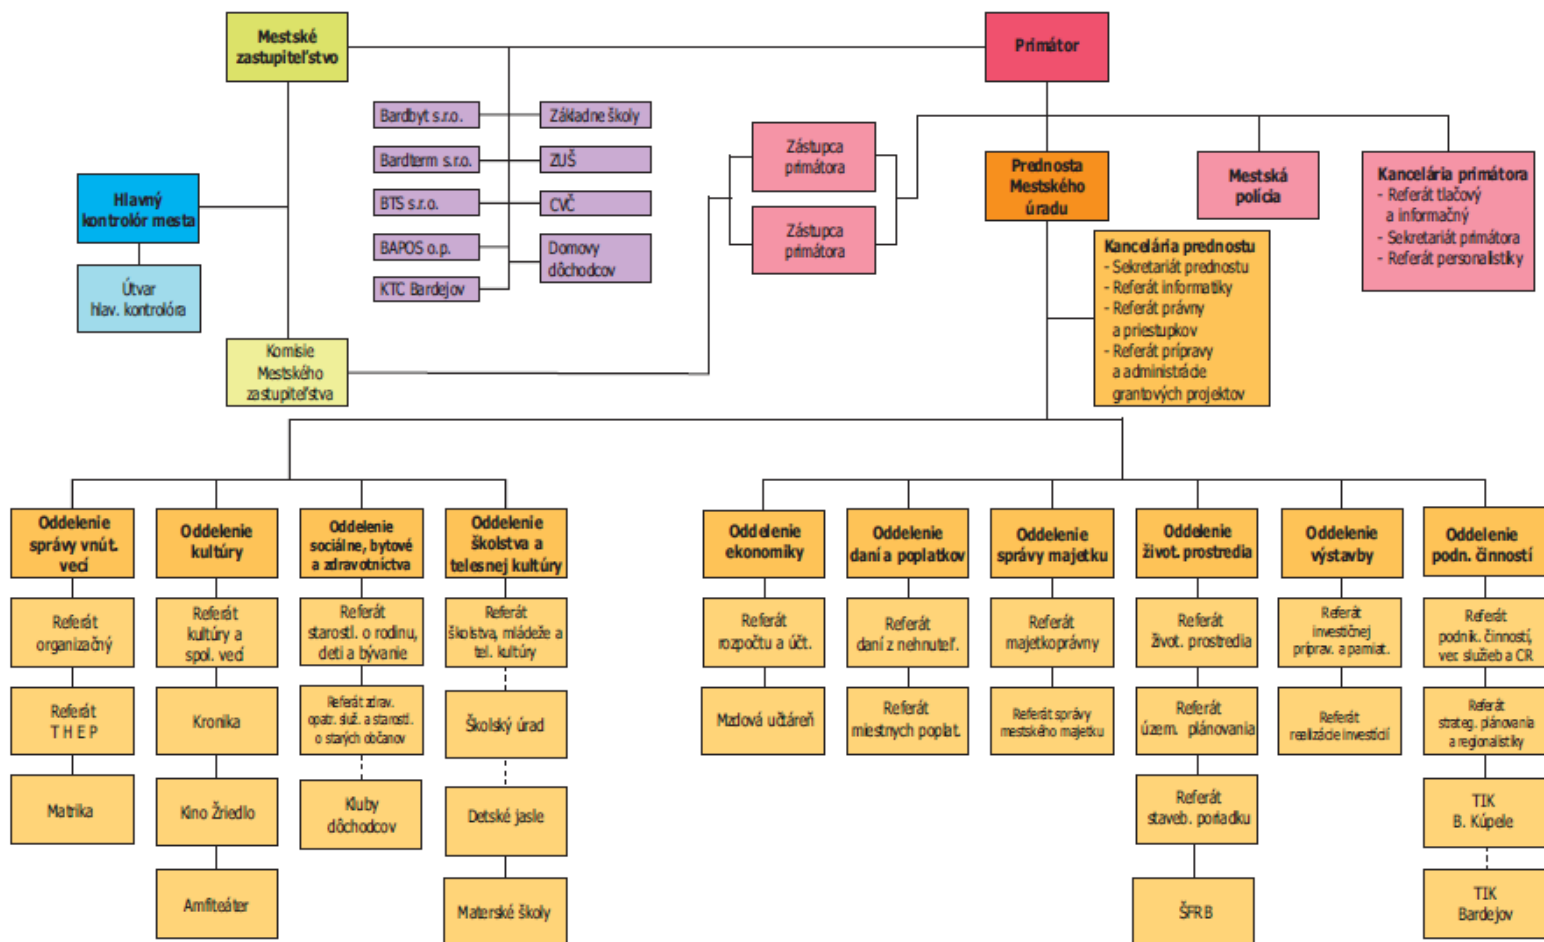 Mestské
zastupiteľstvo
Primátor
Bardbyt s.r.o.
Základne školy
Bardterm s.r.o.
ZUŠ
BTS s.r.o.
CVČ
BAPOS o.p.
Domovy
dôchodcov
KTC Bardejov
Hlavný
kontrolór mesta
Útvar
hlav. kontrolóra
Komisie
Mestského
zastupiteľstva
Zástupca
primátora
Zástupca
primátora
Prednosta
Mestského
úradu
Mestská
polícia
Kancelária primátora
- Referát tlačový
a informačný
- Sekretariát primátora
- Referát personalistiky
Kancelária prednostu
- Sekretariát prednostu
- Referát informatiky
- Referát právny
a priestupkov
- Referát prípravy
a administrácie
grantových projektov
Oddelenie
správy vnút.
vecí
Referát
organizačný
Referát
T H E P
Matrika
Oddelenie
kultúry
Referát
kultúry a
spol. vecí
Kronika
Kino Žriedlo
Amfiteáter
Oddelenie
sociálne, bytové
a zdravotníctva
Referát
starostl. o rodinu,
deti a bývanie
Referát zdrav.
opatr. služ. a starostl.
o starých občanov
Kluby
dôchodcov
Oddelenie
školstva a
telesnej kultúry
Referát
školstva, mládeže a
tel. kultúry
Školský úrad
Detské jasle
Materské školy
Oddelenie
ekonomiky
Referát
rozpočtu a účt.
Mzdová učtáreň
Oddelenie
daní a poplatkov
Referát
daní z nehnuteľ.
Referát
miestnych poplat.
Oddelenie
správy majetku
Referát
majetkoprávny
Referát správy
mestského majetku
Oddelenie
život. prostredia
Referát
život. prostredia
Referát
územ. plánovania
Referát
staveb. poriadku
ŠFRB
Oddelenie
výstavby
Referát
investičnej
príprav. a pamiat.
Referát
realizácie investícií
Oddelenie
podn. činností
Referát
podnik. činností,
ver. služieb a CR
Referát
strateg. plánovania
a regionalistiky
TIK
B. Kúpele
TIK
Bardejov